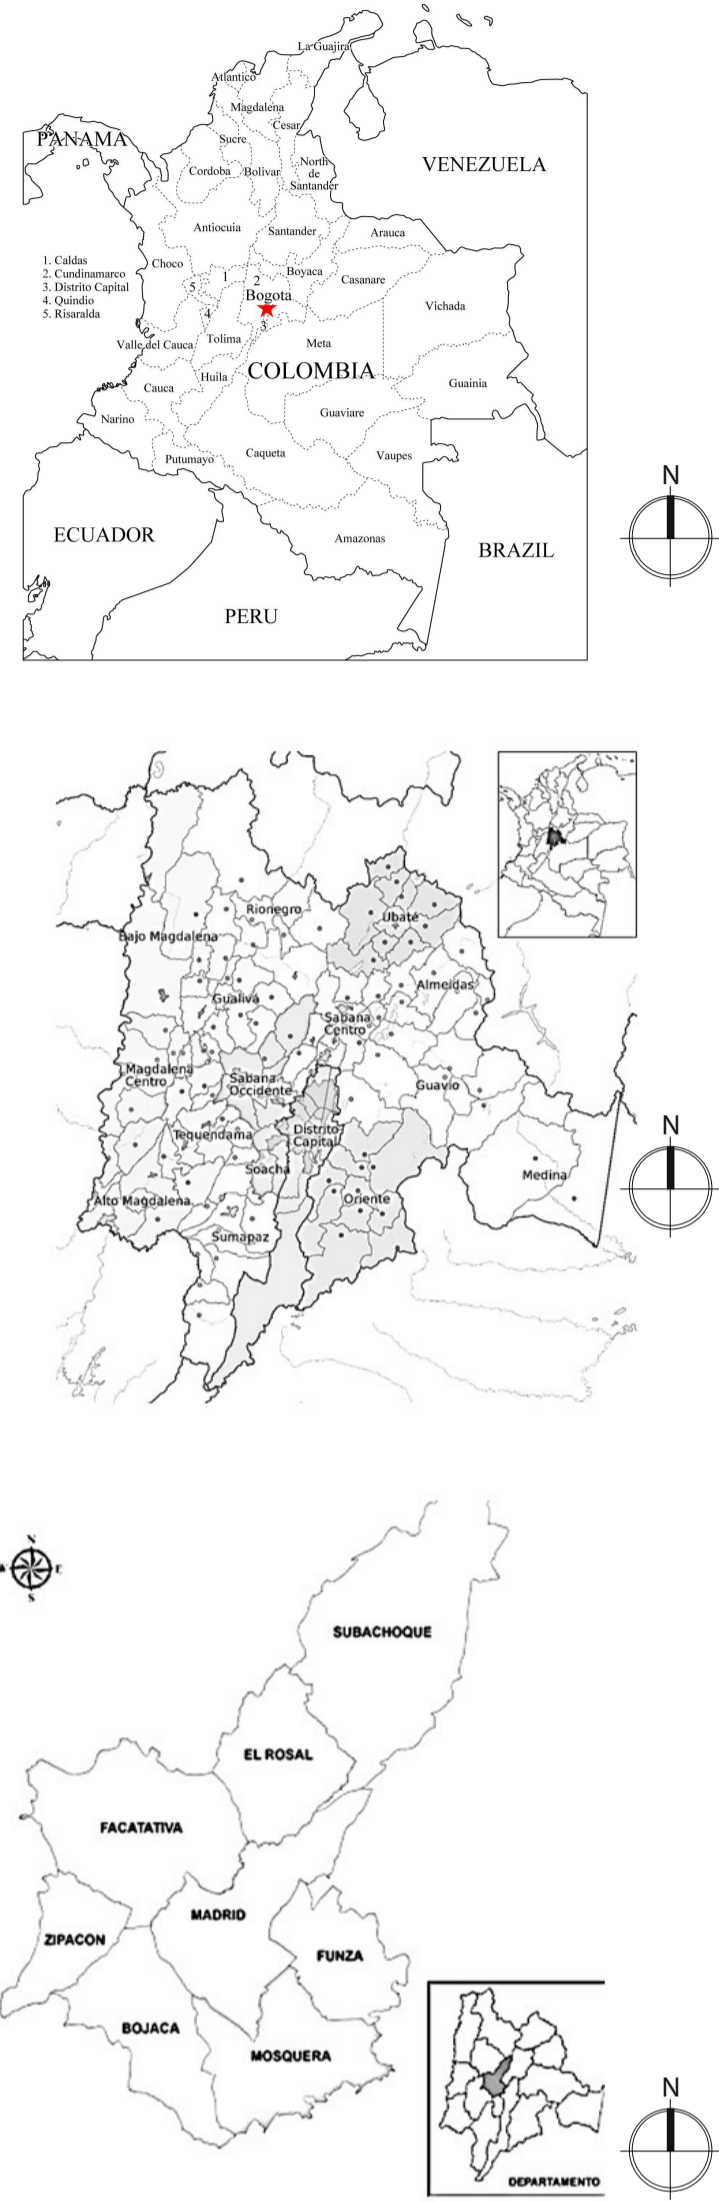 La Guajira
Atlantico
Magdalena
Cesar
PANAMA
Sucre
VENEZUELA
North
de
Santander
Cordoba
Bolivar
Antiocuia
Santander
Arauca
1. Caldas
2. Cundinamarco
3. Distrito Capital
4. Quindio
5. Risaralda
Choco
1
2
Boyaca
Casanare
5
Bogota
Vichada
4
3
Valle del Cauca
Tolima
Meta
COLOMBIA
Huila
Cauca
Guainia
Guaviare
Narino
Caqueta
Vaupes
Putumayo
N
ECUADOR
Amazonas
BRAZIL
PERU
Rionegro
Ubaté
Bajo Magdalena
Almeidas
Gualivá
Sabana
Centro
Magdalena
Centro
Sabana
Occidente
Guavio
N
Tequendama
Distrito
Capital
Soacha
Medina
Alto Magdalena
Oriente
Sumapaz
N
E
S
SUBACHOQUE
EL ROSAL
FACATATIVA
MADRID
ZIPACON
FUNZA
BOJACA
MOSQUERA
N
DEPARTAMENTO